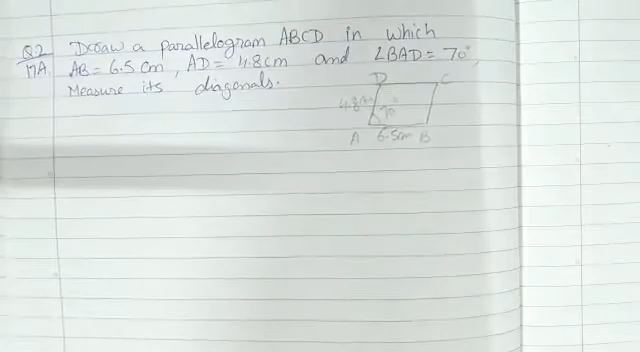 Q2 Draw a parallelogram ABCD in which
17A AB = 6.5 cm, AD = 4.8 cm and ∠BAD = 70°,
Measure its diagonals.
D C
4.8cm 70°
A 6.5cm B